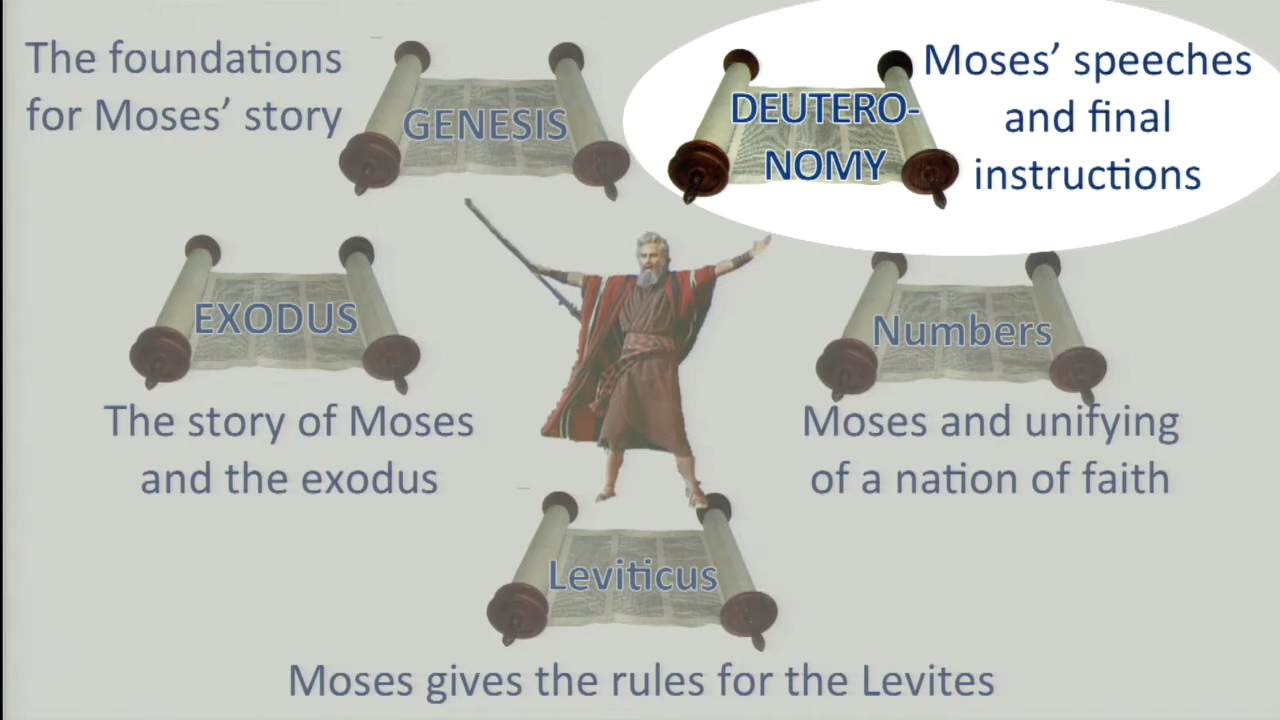 The foundations
for Moses’ story
GENESIS
DEUTERO-
NOMY
Moses’ speeches
and final
instructions
EXODUS
The story of Moses
and the exodus
Numbers
Moses and unifying
of a nation of faith
Leviticus
Moses gives the rules for the Levites